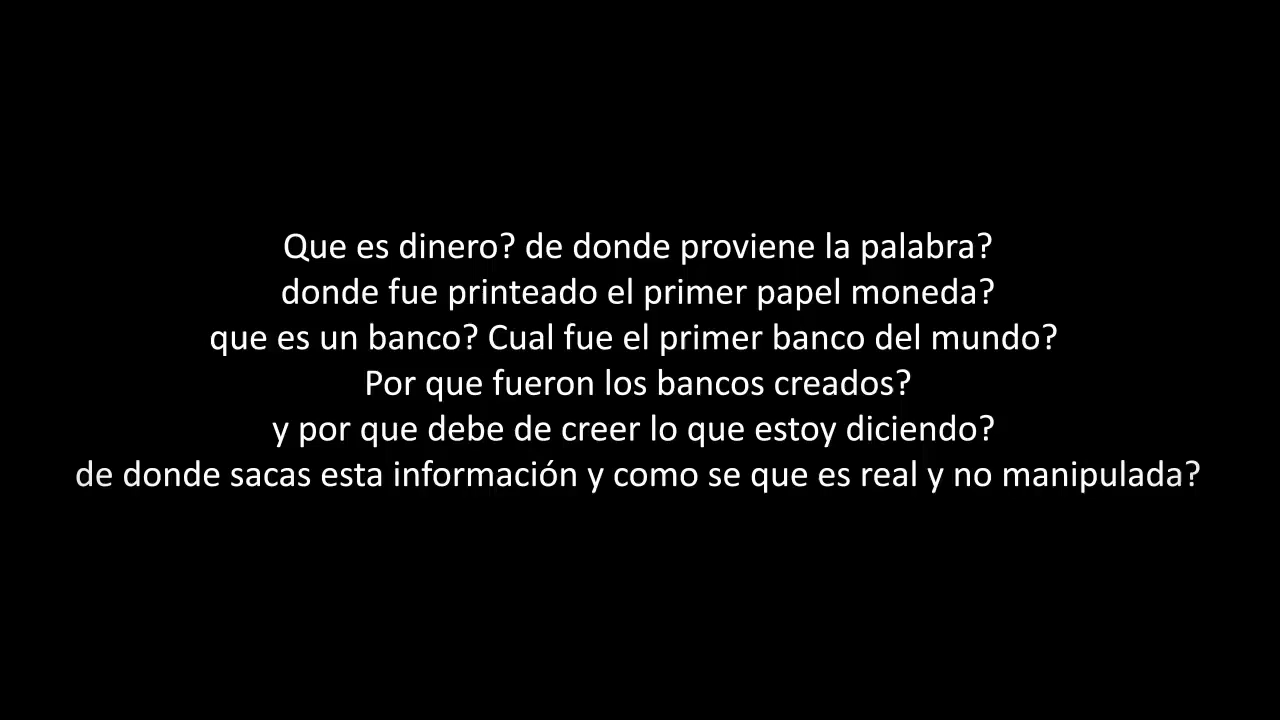 Que es dinero? de donde proviene la palabra?
donde fue printeado el primer papel moneda?
que es un banco? Cual fue el primer banco del mundo?
Por que fueron los bancos creados?
y por que debe de creer lo que estoy diciendo?
de donde sacas esta información y como se que es real y no manipulada?